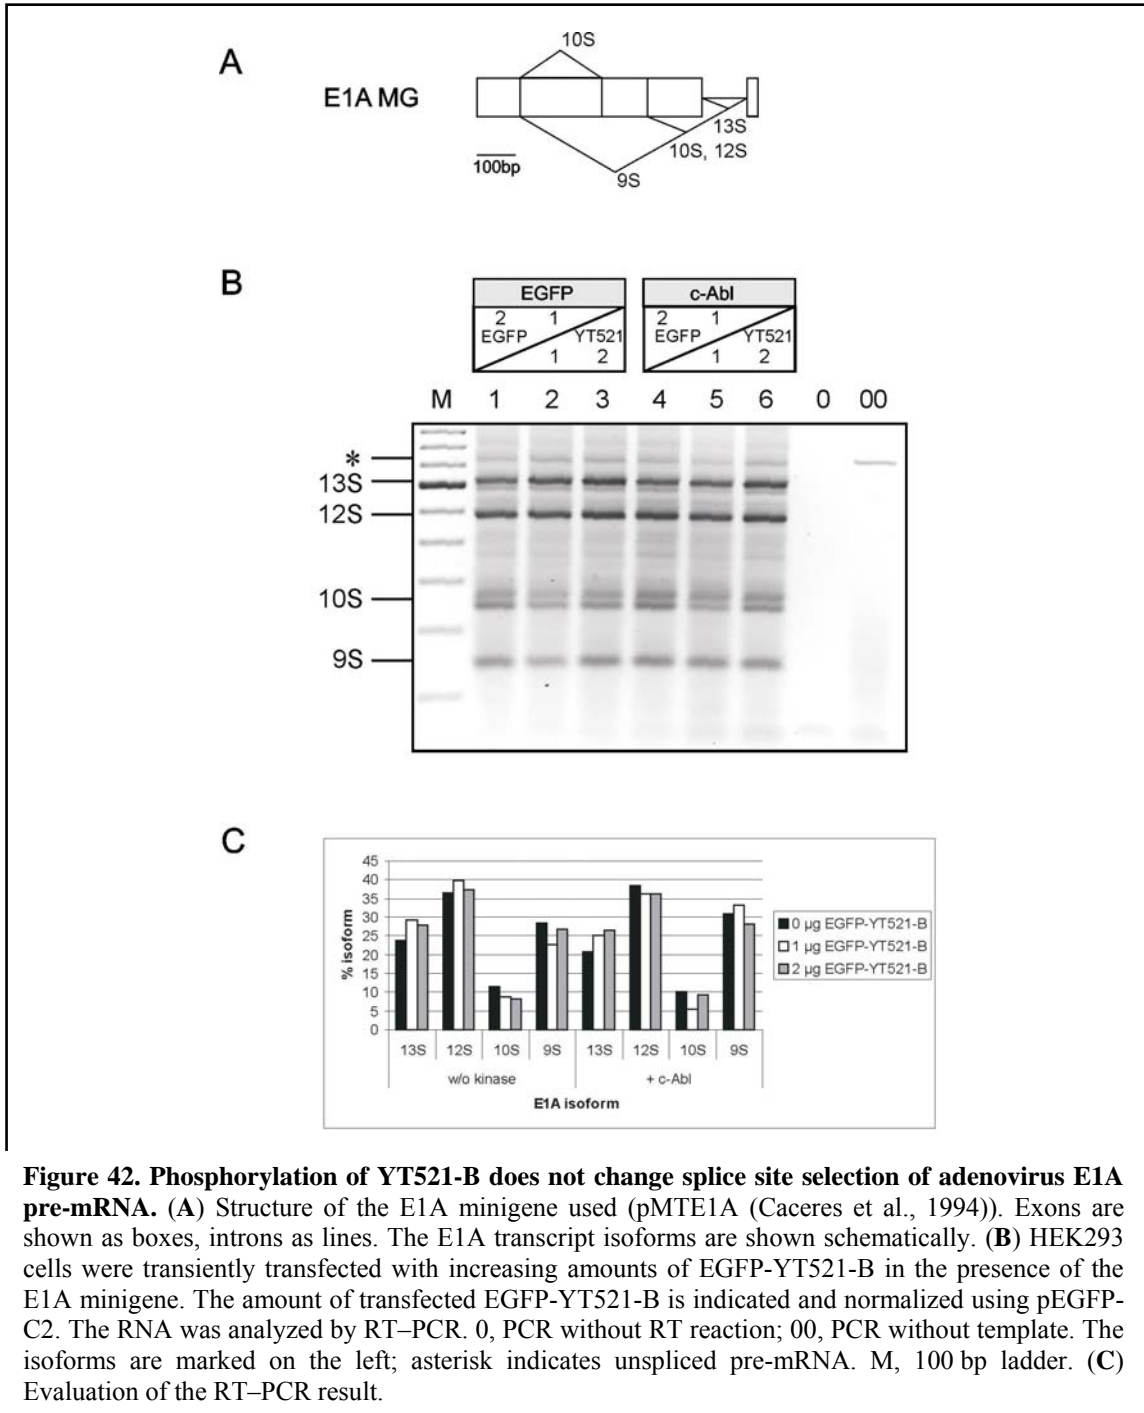 A
10S
E1A MG
13S
10S, 12S
100bp
9S
B
EGFP
c-Abl
2 1
2 1
EGFP YT521
EGFP YT521
1 2
1 2
M 1 2 3 4 5 6 0 00
*
13S
12S
10S
9S
C
45
40
35
30
25
20
15
10
5
0
% isoform
0 µg EGFP-YT521-B
1 µg EGFP-YT521-B
2 µg EGFP-YT521-B
13S 12S 10S 9S 13S 12S 10S 9S
w/o kinase + c-Abl
E1A isoform
Figure 42. Phosphorylation of YT521-B does not change splice site selection of adenovirus E1A
pre-mRNA. (A) Structure of the E1A minigene used (pMTE1A (Caceres et al., 1994)). Exons are
shown as boxes, introns as lines. The E1A transcript isoforms are shown schematically. (B) HEK293
cells were transiently transfected with increasing amounts of EGFP-YT521-B in the presence of the
E1A minigene. The amount of transfected EGFP-YT521-B is indicated and normalized using pEGFP-
C2. The RNA was analyzed by RT–PCR. 0, PCR without RT reaction; 00, PCR without template. The
isoforms are marked on the left; asterisk indicates unspliced pre-mRNA. M, 100 bp ladder. (C)
Evaluation of the RT–PCR result.